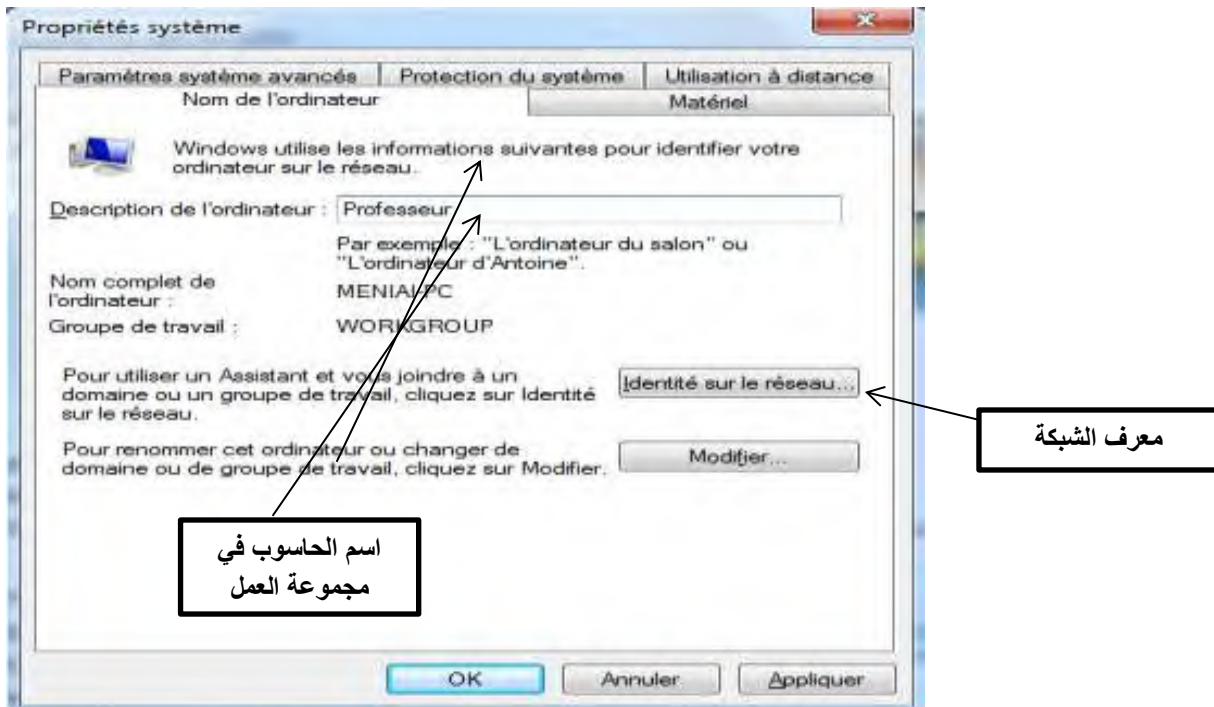 Propriétés système
Paramètres système avancés
Protection du système
Utilisation à distance
Nom de l'ordinateur
Matériel
Windows utilise les informations suivantes pour identifier votre
ordinateur sur le réseau.
Description de l'ordinateur :
Professeur
Par exemple : "L'ordinateur du salon" ou
"L'ordinateur d'Antoine".
Nom complet de
l'ordinateur :
MENIAI-PC
Groupe de travail :
WORKGROUP
Pour utiliser un Assistant et vous joindre à un
domaine ou un groupe de travail, cliquez sur Identité
sur le réseau.
Identité sur le réseau...
معرف الشبكة
Pour renommer cet ordinateur ou changer de
domaine ou de groupe de travail, cliquez sur Modifier.
Modifier...
اسم الحاسوب في
مجموعة العمل
OK
Annuler
Appliquer